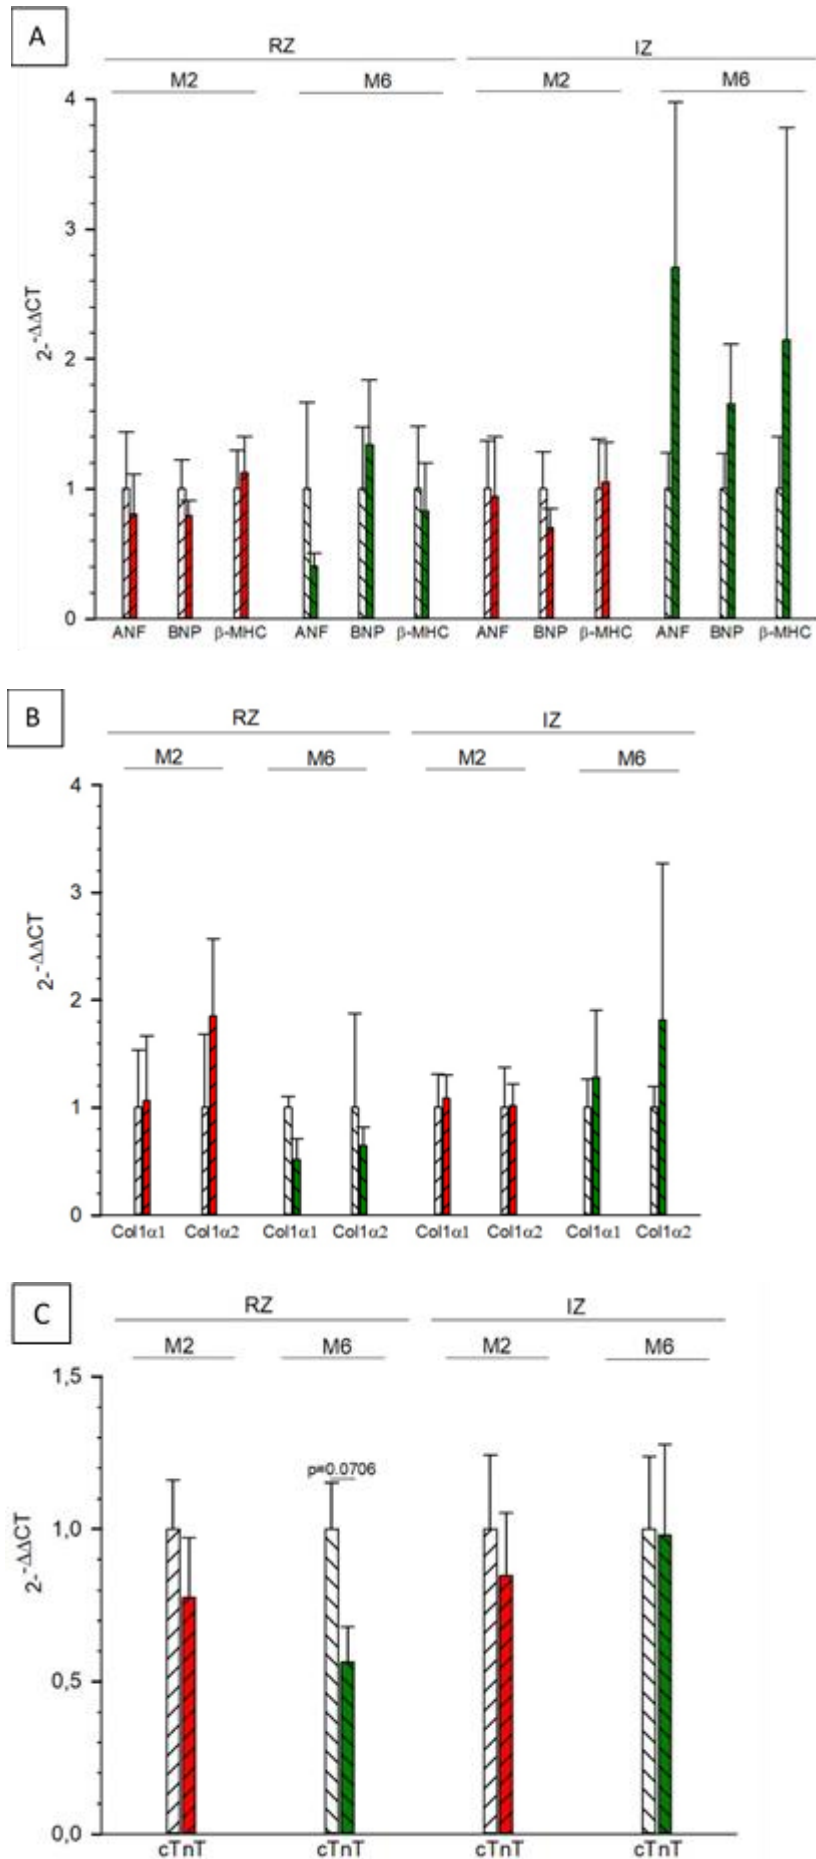 A
RZ IZ
M2 M6 M2 M6
4
3
2
1
0
2-^-ΔΔCT
ANF BNP β-MHC ANF BNP β-MHC ANF BNP β-MHC ANF BNP β-MHC
B
RZ IZ
M2 M6 M2 M6
4
3
2
1
0
2-^-ΔΔCT
Col1α1 Col1α2 Col1α1 Col1α2 Col1α1 Col1α2 Col1α1 Col1α2
C
RZ IZ
M2 M6 M2 M6
1,5
p=0.0706
1,0
0,5
0,0
2-^-ΔΔCT
cTnT cTnT cTnT cTnT